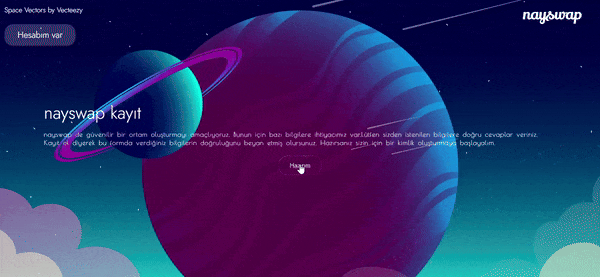 Space Vectors by Vecteezy
nayswap
Hesabım var
nayswap kayıt
nayswap de güvenilir bir ortam oluşturmayı amaçlıyoruz. Bunun için bazı bilgilere ihtiyacımız var.lütfen sizden istenilen bilgilere doğru cevaplar veriniz.
Kayıt ol diyerek bu formda verdiğiniz bilgilerin doğruluğunu beyan etmiş olursunuz. Hazırsanız sizin için bir kimlik oluşturmaya başlayalım.
Hazırım